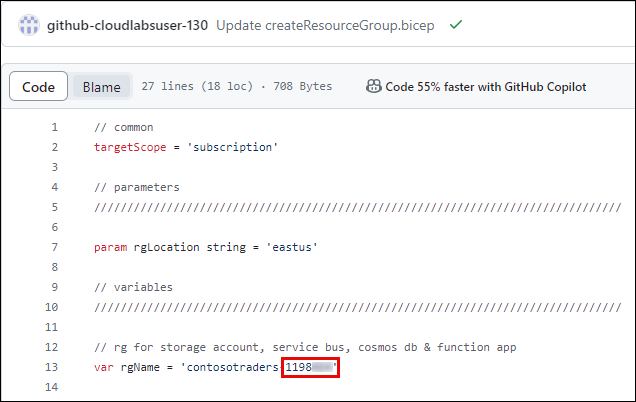 github-cloudlabsuser-130 Update createResourceGroup.bicep
Code Blame 27 lines (18 loc) · 708 Bytes Code 55% faster with GitHub Copilot
1 // common
2 targetScope = 'subscription'
3
4 // parameters
5 ////////////////////////////////////////////////////////////////////////////////
6
7 param rgLocation string = 'eastus'
8
9 // variables
10 ////////////////////////////////////////////////////////////////////////////////
11
12 // rg for storage account, service bus, cosmos db & function app
13 var rgName = 'contosotraders-1198'
14